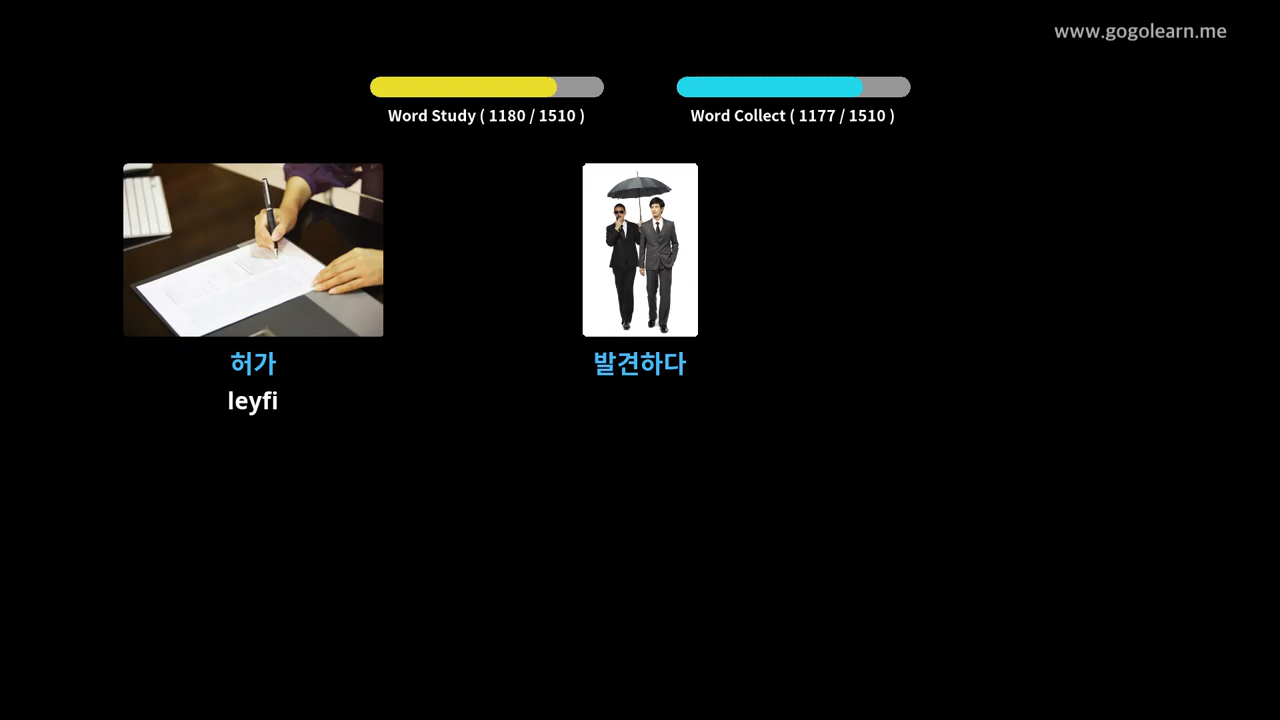 www.gogolearn.me
Word Study ( 1180 / 1510 )
Word Collect ( 1177 / 1510 )
허가
발견하다
leyfi